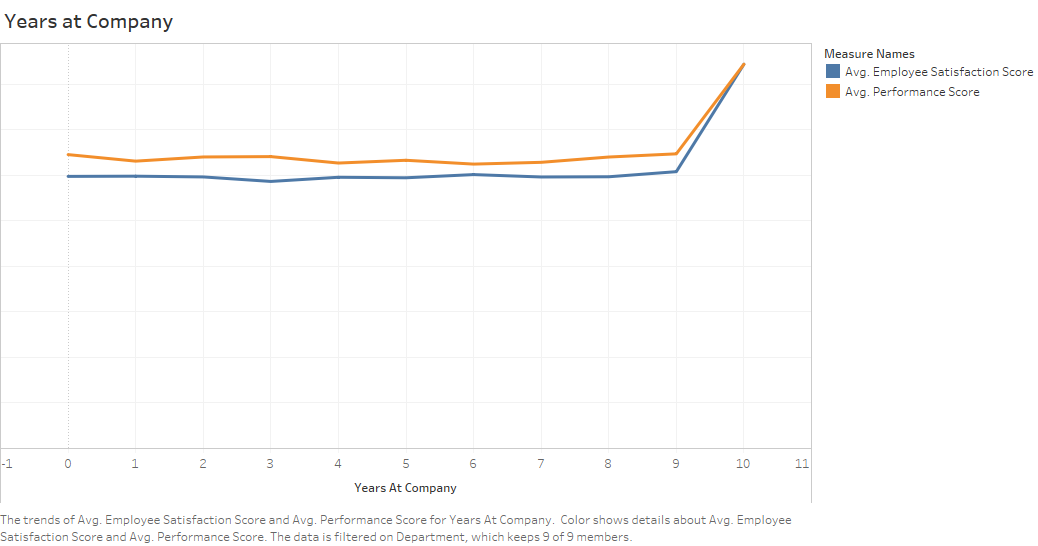 Years at Company
Measure Names
Avg. Employee Satisfaction Score
Avg. Performance Score
-1 0 1 2 3 4 5 6 7 8 9 10 11
Years At Company
The trends of Avg. Employee Satisfaction Score and Avg. Performance Score for Years At Company.  Color shows details about Avg. Employee
Satisfaction Score and Avg. Performance Score. The data is filtered on Department, which keeps 9 of 9 members.